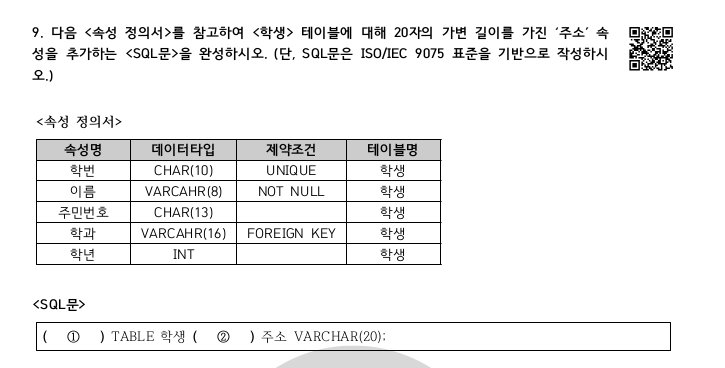 9. 다음 <속성 정의서>를 참고하여 <학생> 테이블에 대해 20자의 가변 길이를 가진 ‘주소’ 속
성을 추가하는 <SQL문>을 완성하시오. (단, SQL문은 ISO/IEC 9075 표준을 기반으로 작성하시
오.)
<속성 정의서>
속성명 데이터타입 제약조건 테이블명
학번 CHAR(10) UNIQUE 학생
이름 VARCAHR(8) NOT NULL 학생
주민번호 CHAR(13) 학생
학과 VARCAHR(16) FOREIGN KEY 학생
학년 INT 학생
<SQL문>
( ① ) TABLE 학생 ( ② ) 주소 VARCHAR(20);